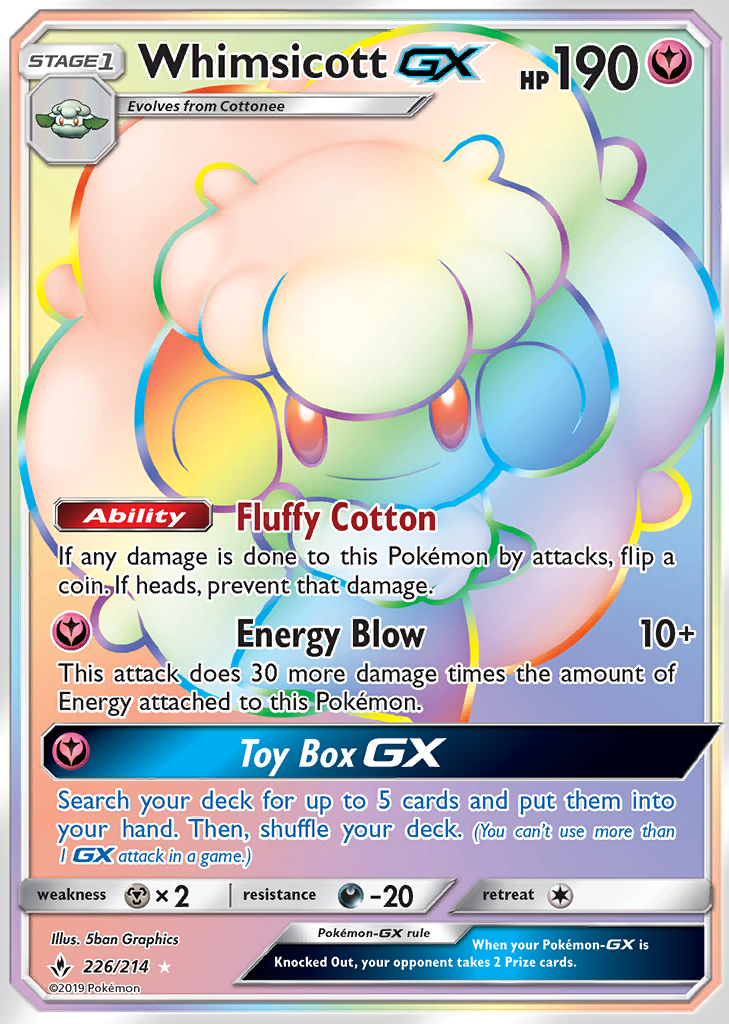 STAGE 1 Whimsicott GX HP 190
Evolves from Cottonee
Ability Fluffy Cotton
If any damage is done to this Pokémon by attacks, flip a
coin. If heads, prevent that damage.
Energy Blow 10+
This attack does 30 more damage times the amount of
Energy attached to this Pokémon.
Toy Box GX
Search your deck for up to 5 cards and put them into
your hand. Then, shuffle your deck. (You can't use more than
1 GX attack in a game.)
weakness ×2 resistance -20 retreat
Illus. 5ban Graphics
Pokémon-GX rule
When your Pokémon-GX is
Knocked Out, your opponent takes 2 Prize cards.
226/214
©2019 Pokémon